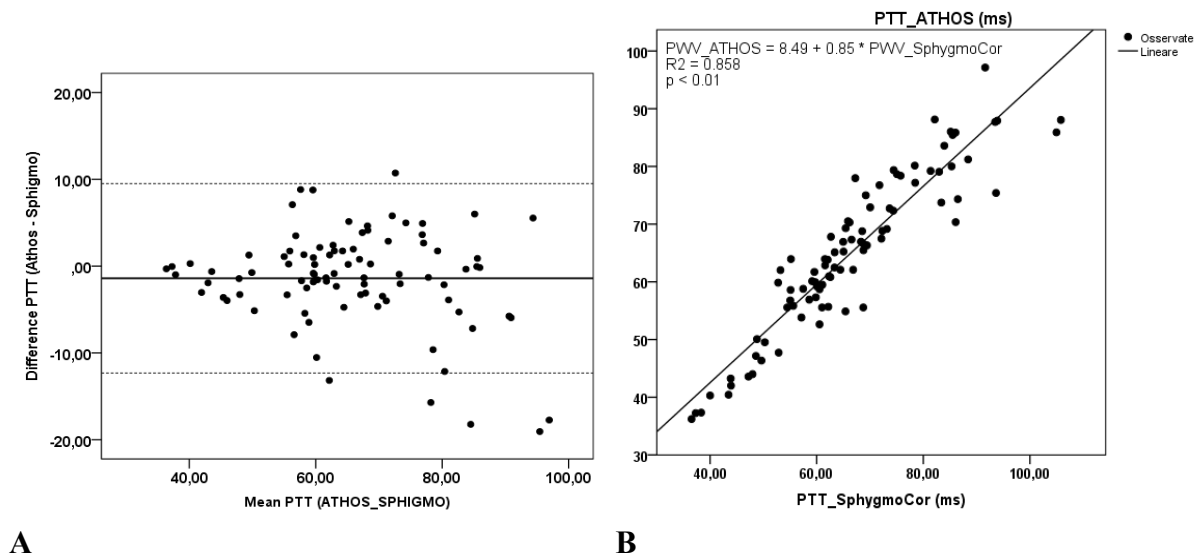 20,00
10,00
,00
-10,00
-20,00
Difference PTT (Athos - Sphigmo)
40,00 60,00 80,00 100,00
Mean PTT (ATHOS_SPHIGMO)
A
PTT_ATHOS (ms)
PWV_ATHOS = 8.49 + 0.85 * PWV_SphygmoCor
R2 = 0.858
p < 0.01
Osservate
Lineare
100
90
80
70
60
50
40
30
40,00 60,00 80,00 100,00
PTT_SphygmoCor (ms)
B